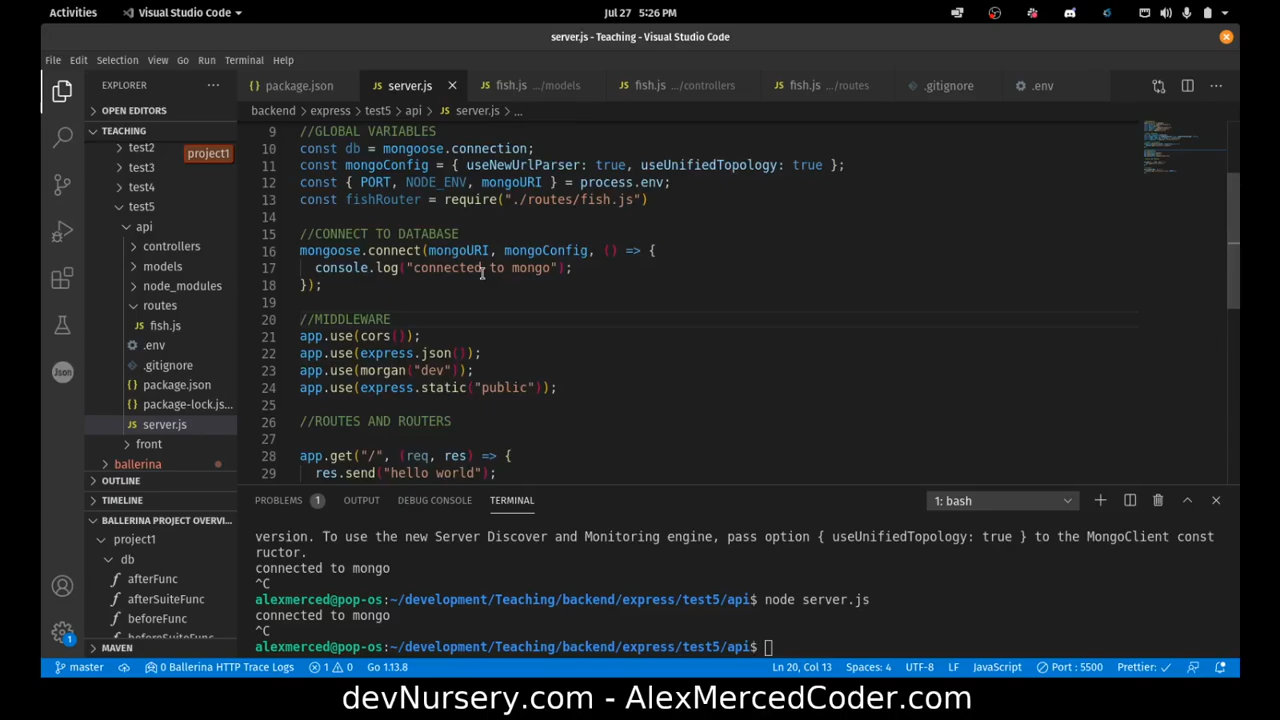 Activities Visual Studio Code Jul 27 5:26 PM
server.js - Teaching - Visual Studio Code
File Edit Selection View Go Run Terminal Help
EXPLORER ... package.json JS server.js JS fish.js .../models JS fish.js .../controllers JS fish.js .../routes .gitignore .env ...
OPEN EDITORS backend > express > test5 > api > JS server.js > ...
TEACHING
test2
project1
test3
test4
test5
api
controllers
models
node_modules
routes
JS fish.js
.env
.gitignore
package.json
package-lock.js...
JS server.js
front
ballerina
OUTLINE
TIMELINE
BALLERINA PROJECT OVERVI...
project1
db
f afterFunc
f afterSuiteFunc
f beforeFunc
f beforeSuiteFunc
MAVEN
Json
1
9 //GLOBAL VARIABLES
10 const db = mongoose.connection;
11 const mongoConfig = { useNewUrlParser: true, useUnifiedTopology: true };
12 const { PORT, NODE_ENV, mongoURI } = process.env;
13 const fishRouter = require("./routes/fish.js")
14
15 //CONNECT TO DATABASE
16 mongoose.connect(mongoURI, mongoConfig, () => {
17 console.log("connected to mongo");
18 });
19
20 //MIDDLEWARE
21 app.use(cors());
22 app.use(express.json());
23 app.use(morgan("dev"));
24 app.use(express.static("public"));
25
26 //ROUTES AND ROUTERS
27
28 app.get("/", (req, res) => {
29 res.send("hello world");
PROBLEMS 1 OUTPUT DEBUG CONSOLE TERMINAL 1: bash
version. To use the new Server Discover and Monitoring engine, pass option { useUnifiedTopology: true } to the MongoClient const
ructor.
connected to mongo
^C
alexmerced@pop-os:~/development/Teaching/backend/express/test5/api$ node server.js
connected to mongo
^C
alexmerced@pop-os:~/development/Teaching/backend/express/test5/api$
master 0 Ballerina HTTP Trace Logs 1 0 Go 1.13.8 Ln 20, Col 13 Spaces: 4 UTF-8 LF JavaScript Port : 5500 Prettier: ✓
devNursery.com - AlexMercedCoder.com